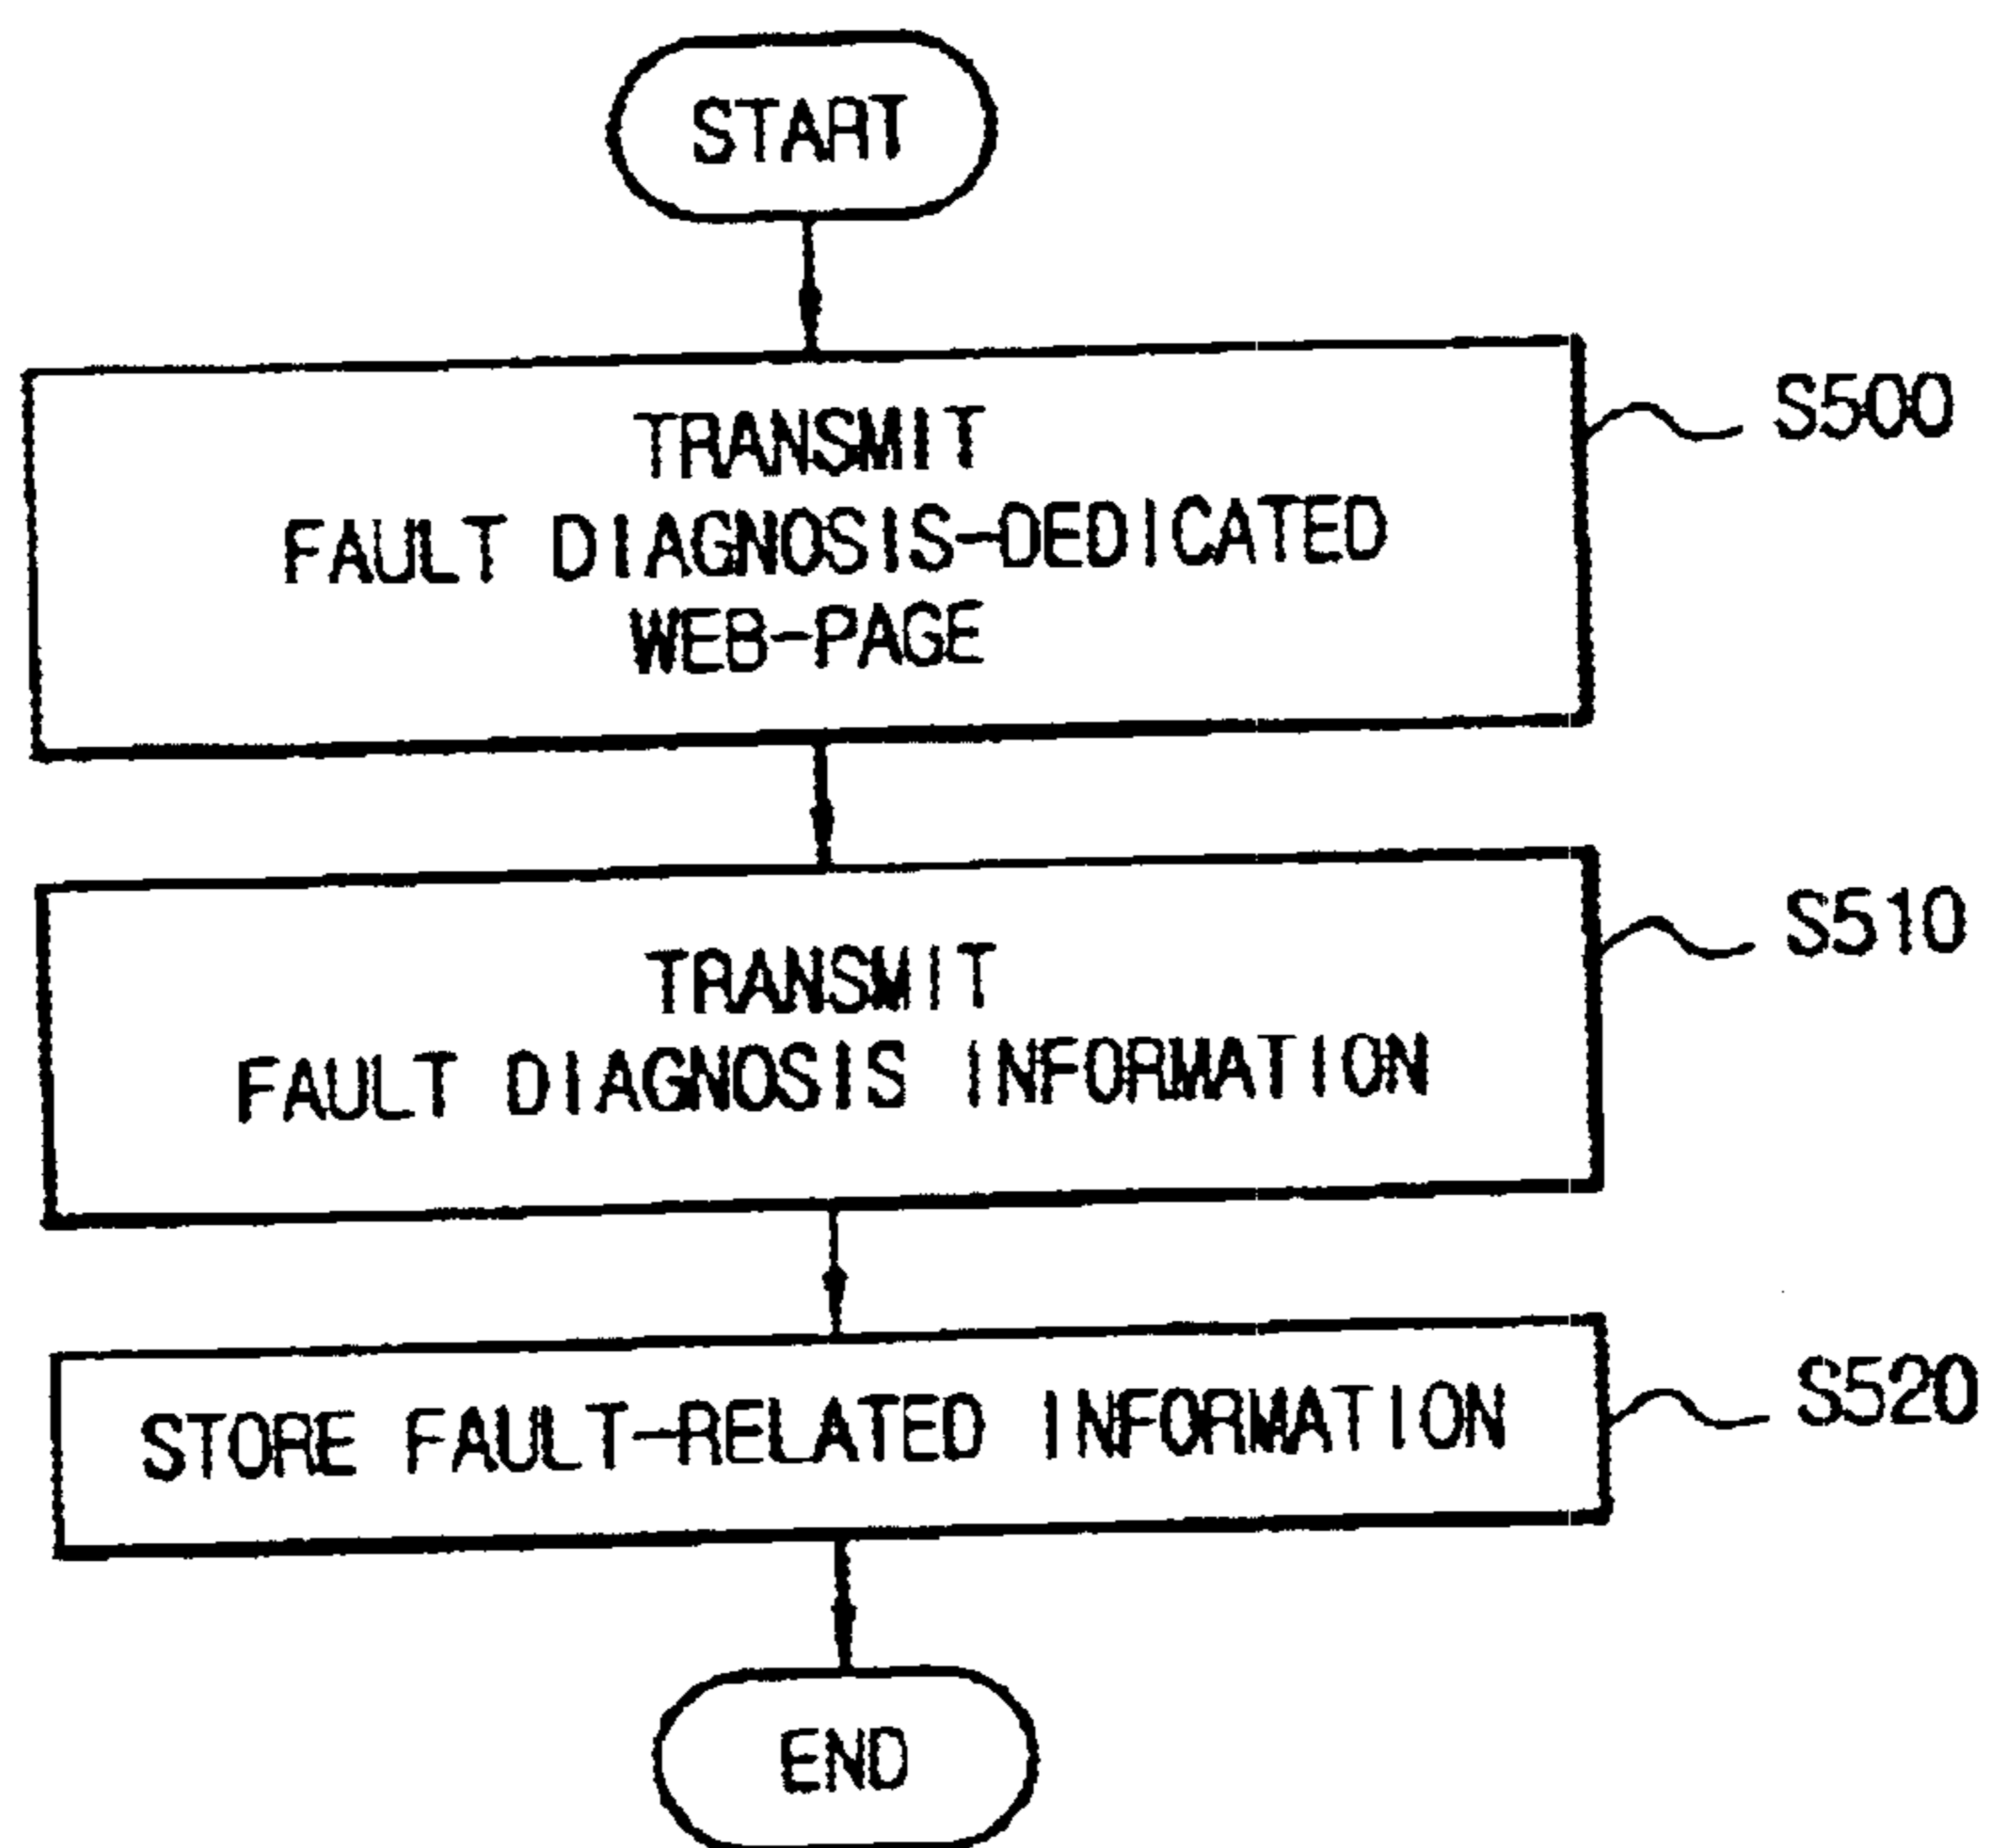 START
TRANSMIT
FAULT DIAGNOSIS-DEDICATED
WEB-PAGE
S500
TRANSMIT
FAULT DIAGNOSIS INFORMATION
S510
STORE FAULT-RELATED INFORMATION
S520
END